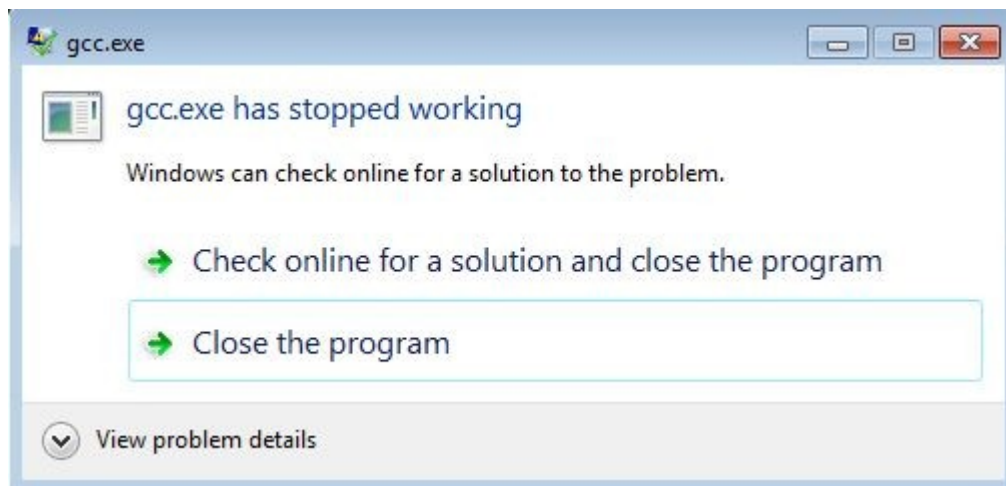 gcc.exe
gcc.exe has stopped working
Windows can check online for a solution to the problem.
Check online for a solution and close the program
Close the program
View problem details